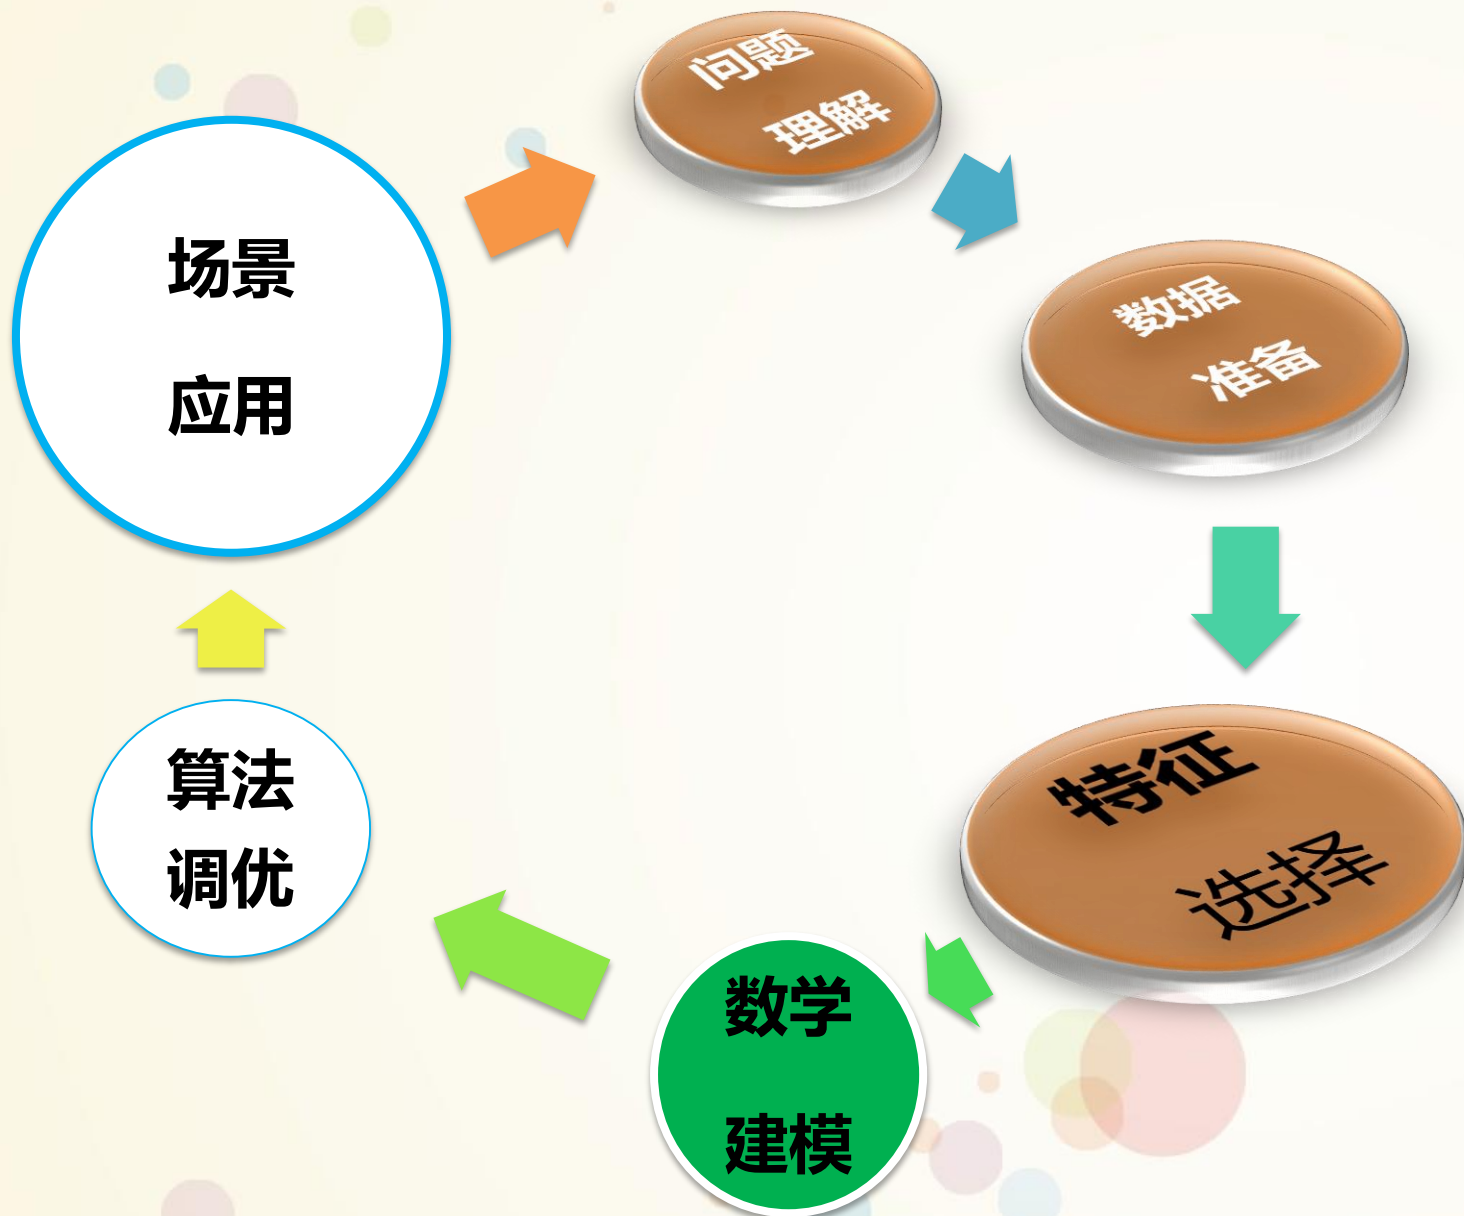 问题
理解
数据
准备
特征
选择
数学
建模
算法
调优
场景
应用